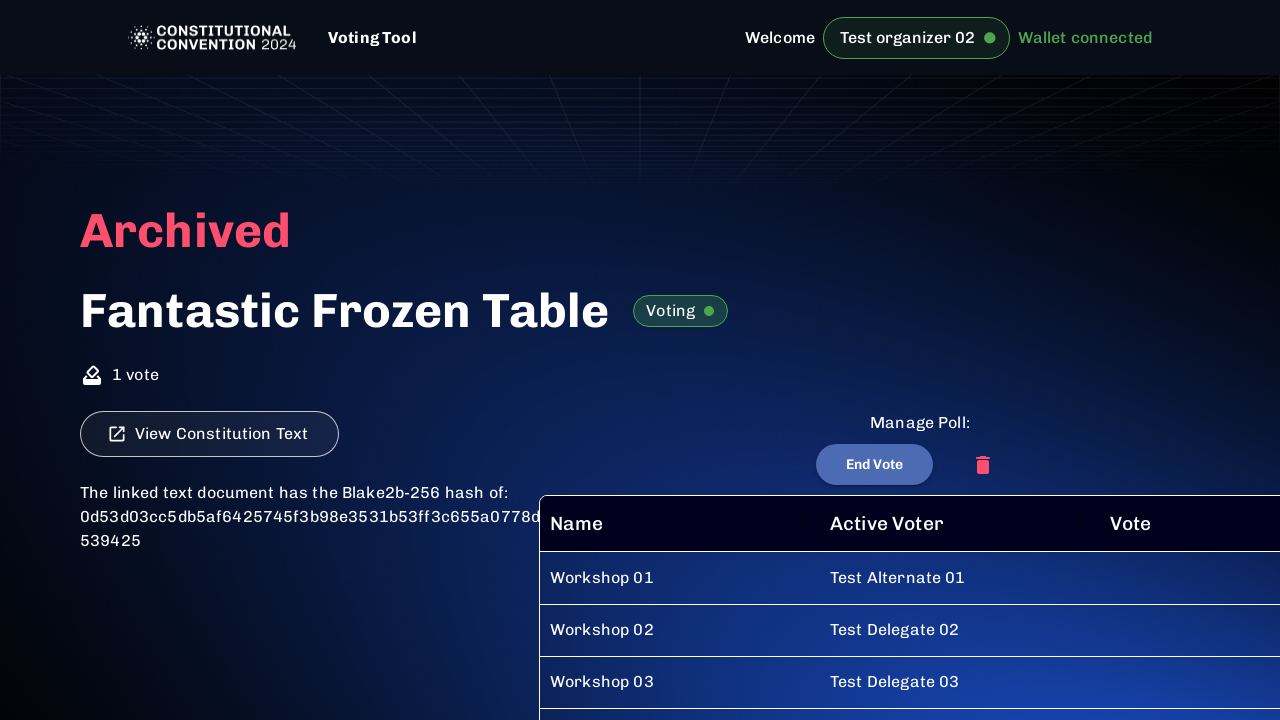 CONSTITUTIONAL
CONVENTION 2024
Voting Tool
Welcome
Test organizer 02
Wallet connected
Archived
Fantastic Frozen Table
Voting
1 vote
View Constitution Text
Manage Poll:
End Vote
The linked text document has the Blake2b-256 hash of:
0d53d03cc5db5af6425745f3b98e3531b53ff3c655a0778d
539425
Name Active Voter Vote
Workshop 01 Test Alternate 01
Workshop 02 Test Delegate 02
Workshop 03 Test Delegate 03